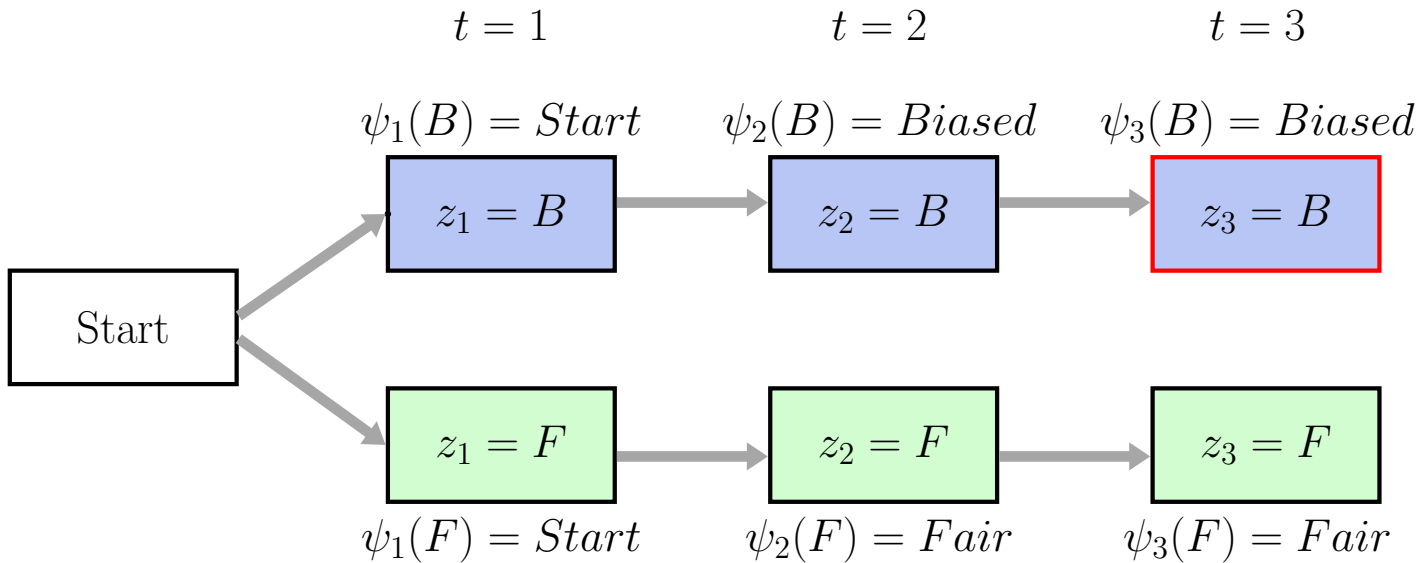 t = 1 t = 2 t = 3
ψ₁(B) = Start ψ₂(B) = Biased ψ₃(B) = Biased
z₁ = B z₂ = B z₃ = B
Start
z₁ = F z₂ = F z₃ = F
ψ₁(F) = Start ψ₂(F) = Fair ψ₃(F) = Fair